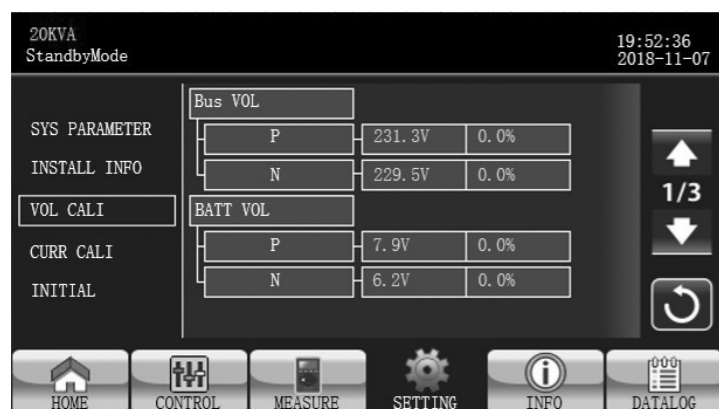 20KVA
StandbyMode
19:52:36
2018-11-07
SYS PARAMETER
INSTALL INFO
VOL CALI
CURR CALI
INITIAL
Bus VOL
P 231.3V 0.0%
N 229.5V 0.0%
BATT VOL
P 7.9V 0.0%
N 6.2V 0.0%
1/3
HOME CONTROL MEASURE SETTING INFO DATALOG